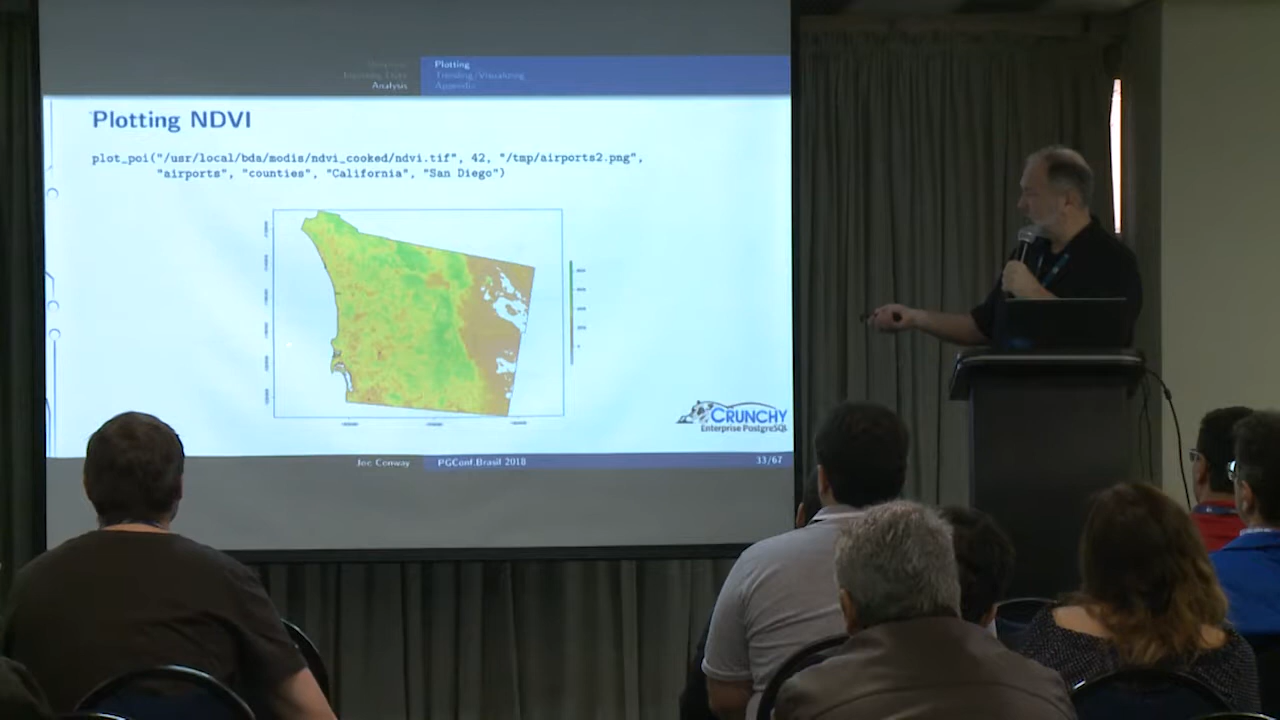 Plotting
Trending/Visualizing
Analysis
Appendix
Plotting NDVI
plot_poi("/usr/local/bda/modis/ndvi_cooked/ndvi.tif", 42, "/tmp/airports2.png",
"airports", "counties", "California", "San Diego")
CRUNCHY
Enterprise PostgreSQL
Joe Conway
PGConf.Brasil 2018
33/67